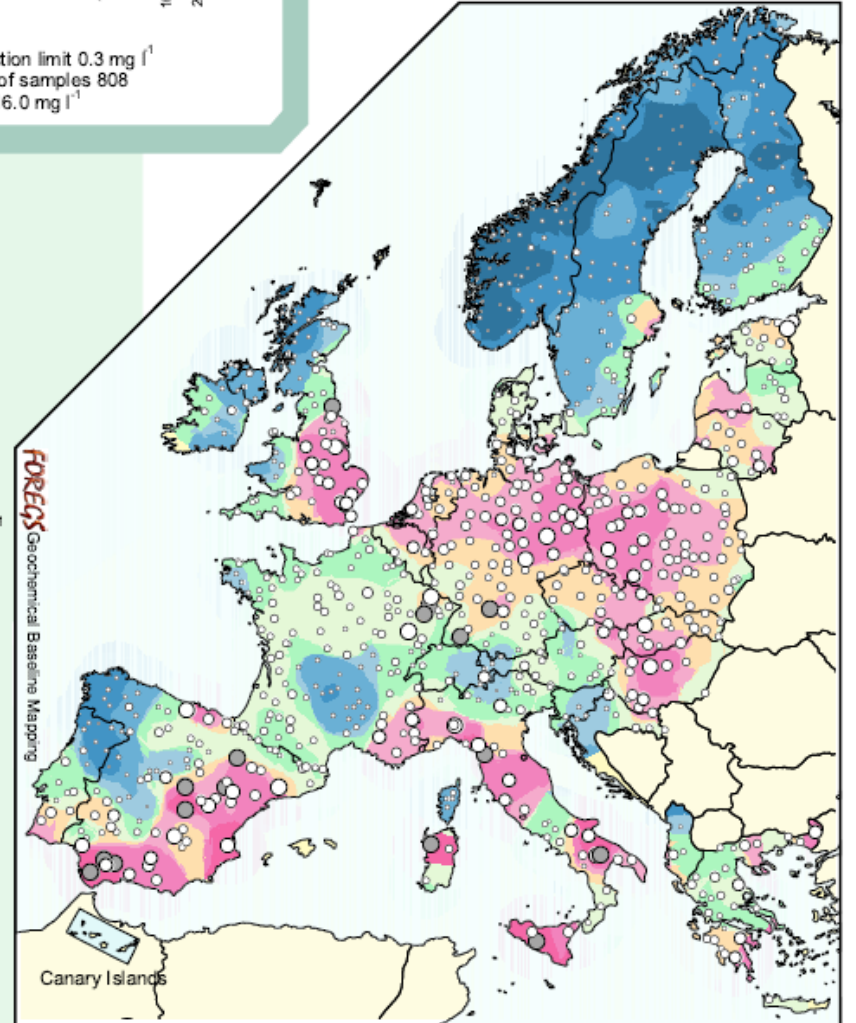 tion limit 0.3 mg l-1
of samples 808
6.0 mg l-1
FOREGS Geochemical Baseline Mapping
Canary Islands